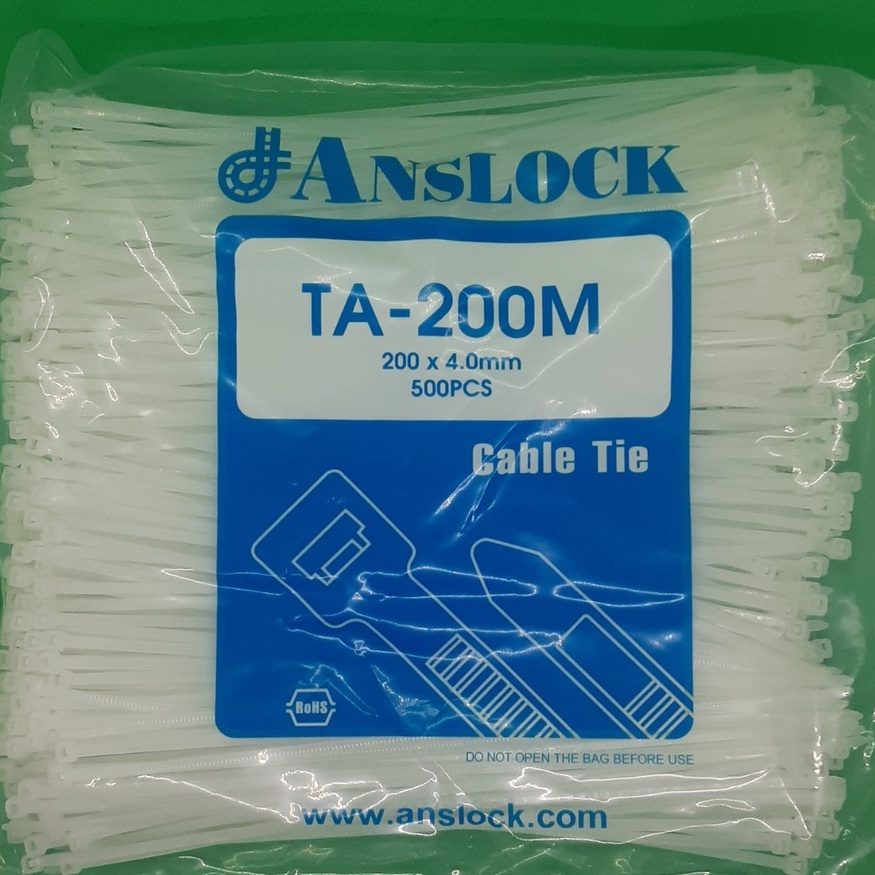 ANSLOCK
TA-200M
200 x 4.0mm
500PCS
Cable Tie
RoHS
DO NOT OPEN THE BAG BEFORE USE
www.anslock.com